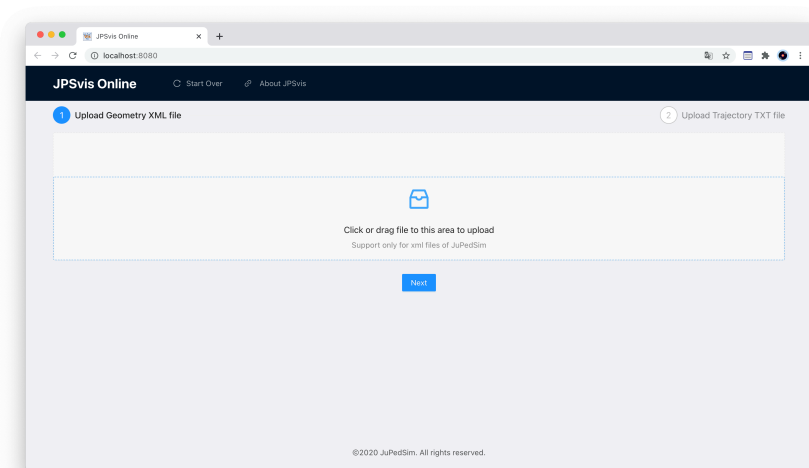 JPSvis Online
localhost:8080
JPSvis Online Start Over About JPSvis
1 Upload Geometry XML file 2 Upload Trajectory TXT file
Click or drag file to this area to upload
Support only for xml files of JuPedSim
Next
©2020 JuPedSim. All rights reserved.